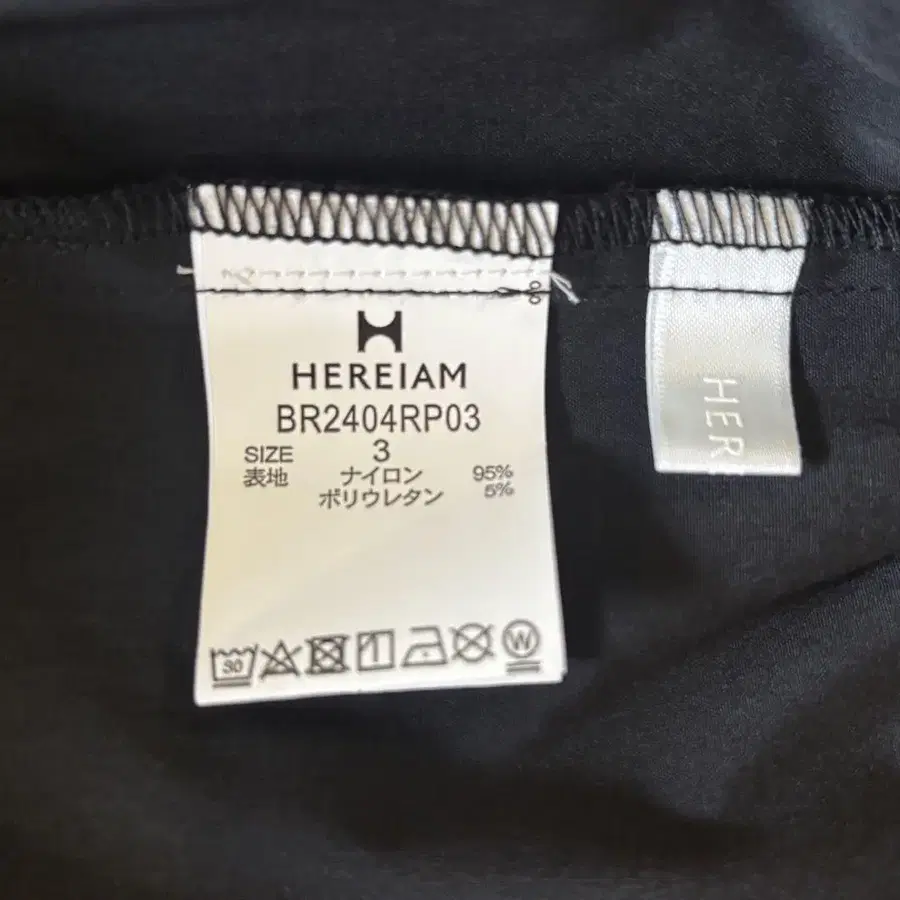 HEREIAM
BR2404RP03
SIZE 3
表地 ナイロン 95%
ポリウレタン 5%
30
W
HER